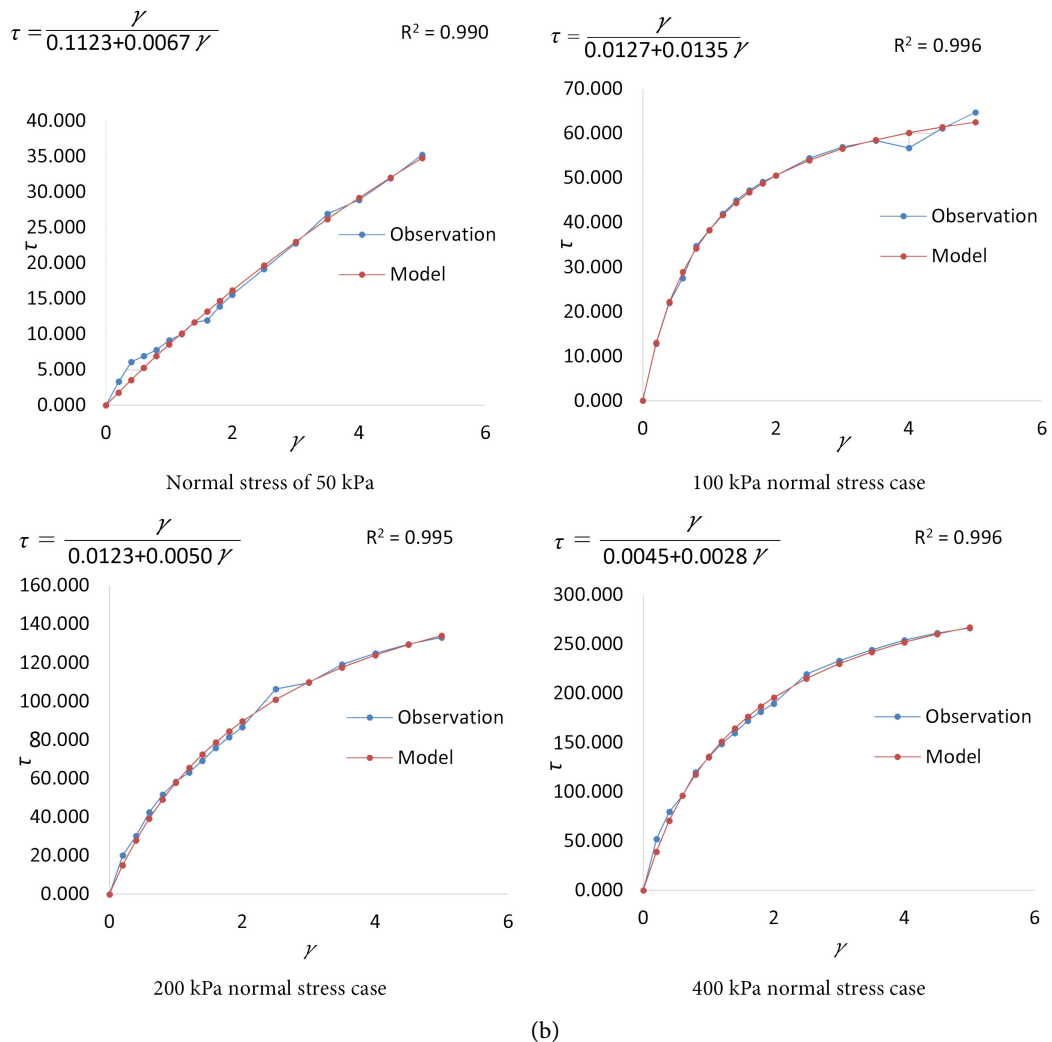 τ = γ / 0.1123+0.0067 γ
R² = 0.990
40.000
35.000
30.000
25.000
20.000
15.000
10.000
5.000
0.000
τ
Observation
Model
0 2 4 6
γ
Normal stress of 50 kPa
τ = γ / 0.0127+0.0135 γ
R² = 0.996
70.000
60.000
50.000
40.000
30.000
20.000
10.000
0.000
τ
Observation
Model
0 2 4 6
γ
100 kPa normal stress case
τ = γ / 0.0123+0.0050 γ
R² = 0.995
160.000
140.000
120.000
100.000
80.000
60.000
40.000
20.000
0.000
τ
Observation
Model
0 2 4 6
γ
200 kPa normal stress case
τ = γ / 0.0045+0.0028 γ
R² = 0.996
300.000
250.000
200.000
150.000
100.000
50.000
0.000
τ
Observation
Model
0 2 4 6
γ
400 kPa normal stress case
(b)